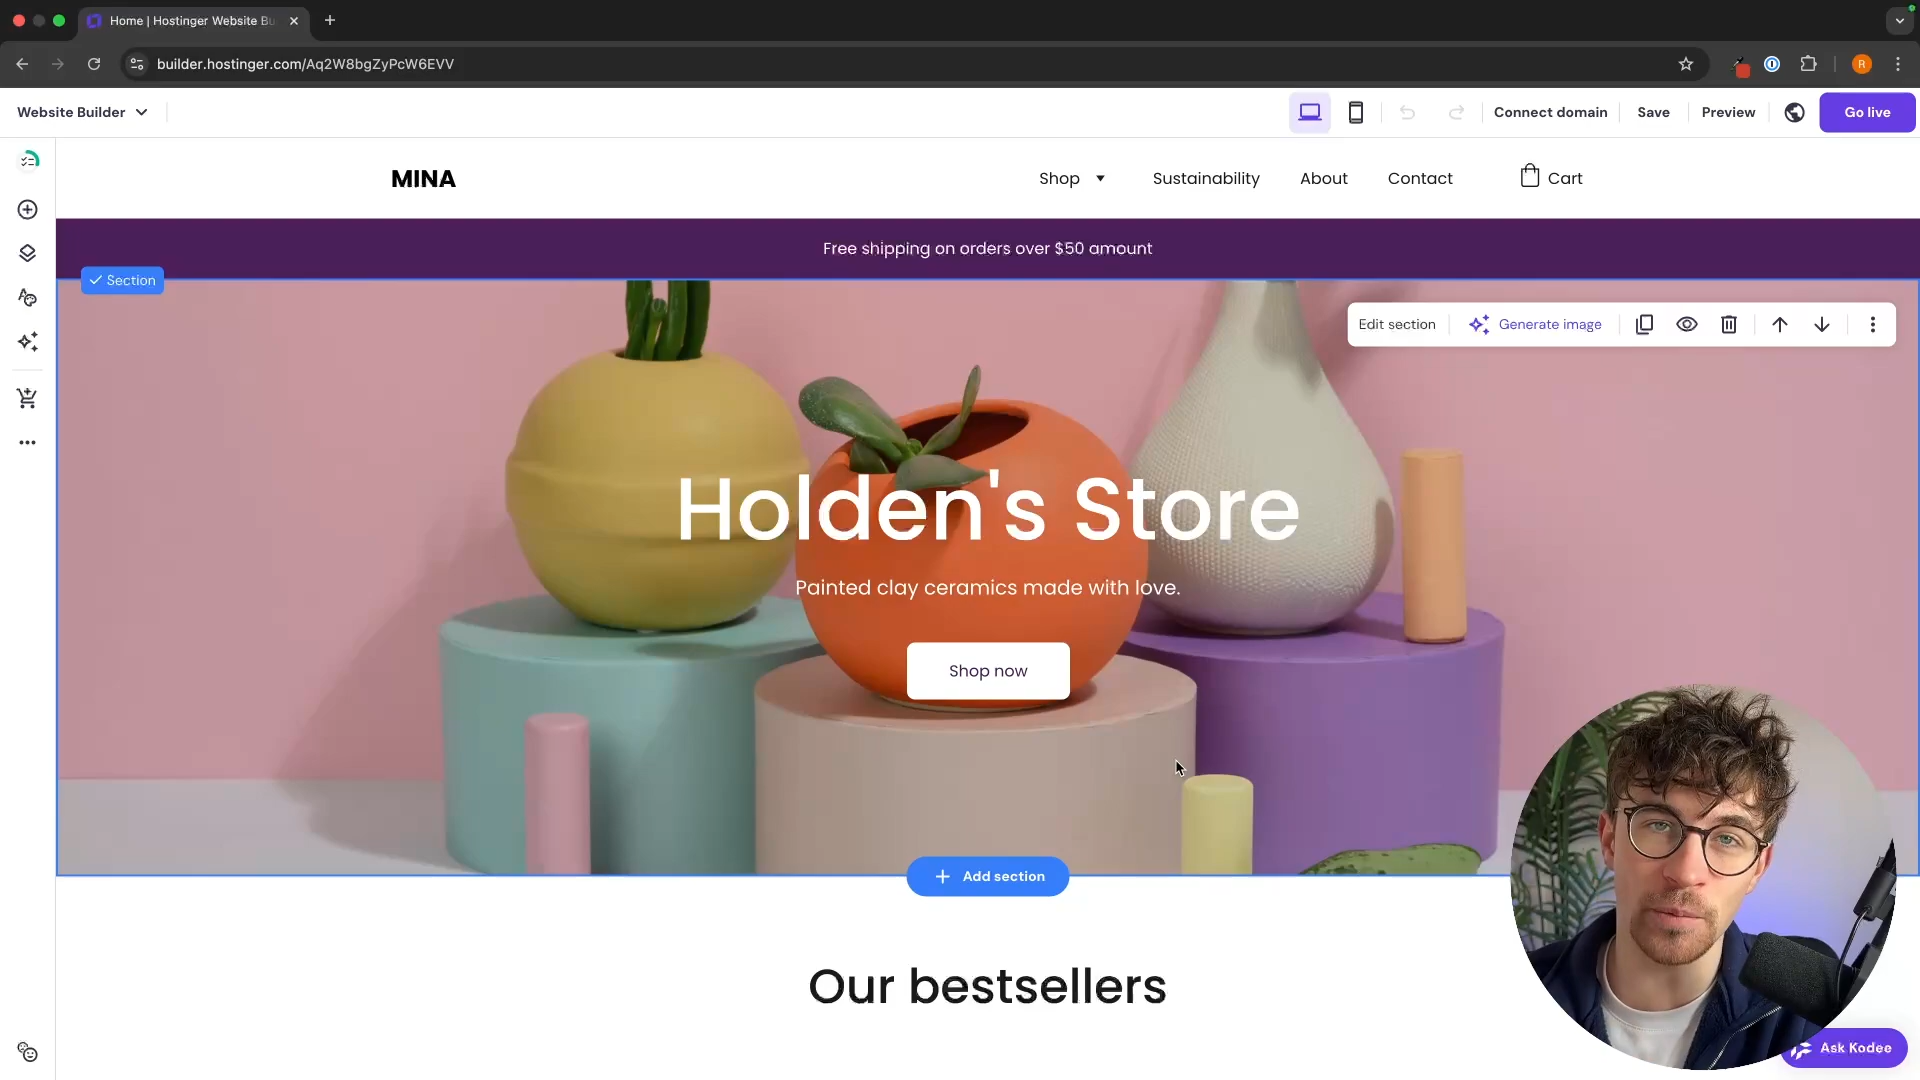 Home | Hostinger Website Bu
builder.hostinger.com/Aq2W8bgZyPcW6EVV
R
Website Builder
Connect domain
Save
Preview
Go live
MINA
Shop
Sustainability
About
Contact
Cart
Free shipping on orders over $50 amount
Section
Edit section
Generate image
Holden's Store
Painted clay ceramics made with love.
Shop now
Add section
Our bestsellers
Ask Kodee